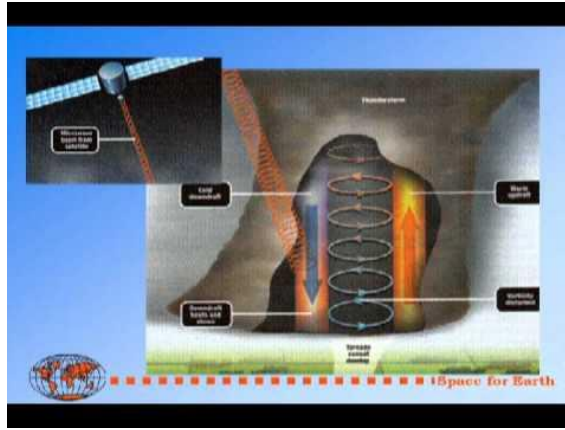 Thunderstorm
Microwave
beam from
satellite
Cold
downdraft
Warm
updraft
Downdraft
heats and
slows
Vorticity
disrupted
Tornado
cannot
develop
Space for Earth